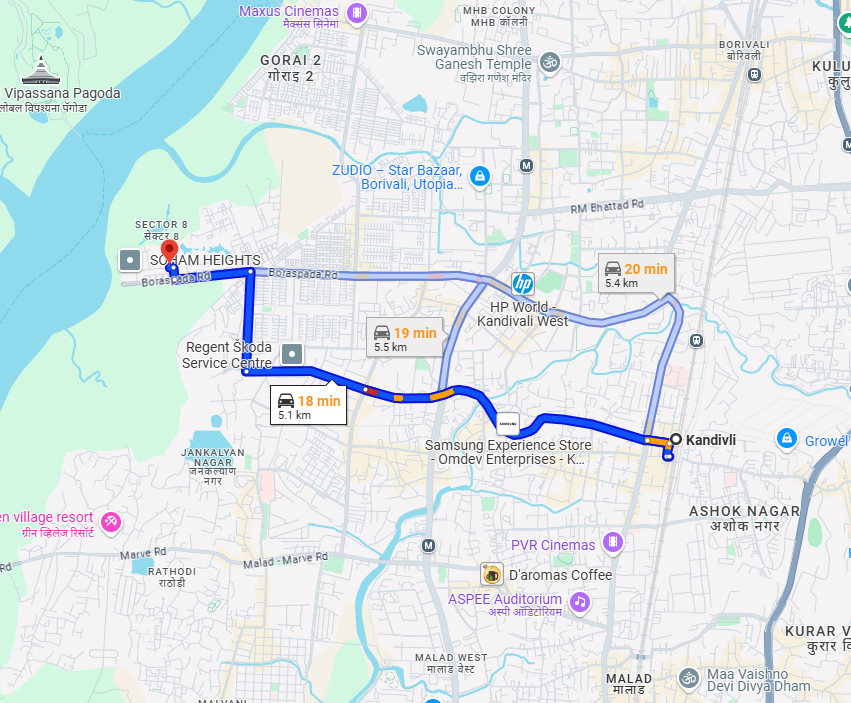 Maxus Cinemas
मैक्सस सिनेमा
MHB COLONY
MHB कॉलनी
GORAI 2
गोराइ 2
Swayambhu Shree
Ganesh Temple
वझिरा गणेश मंदिर
BORIVALI
बोरिवली
KULU
कुलु
Vipassana Pagoda
लोबल विपश्यना पॅगोडा
M
ZUDIO – Star Bazaar,
Borivali, Utopia...
M
RM Bhattad Rd
SECTOR 8
सेक्टर 8
SOHAM HEIGHTS
Boraspada Rd
Boraspada Rd
20 min
5.4 km
hp
HP World -
Kandivali West
19 min
5.5 km
Regent Škoda
Service Centre
18 min
5.1 km
SAMSUNG
Samsung Experience Store
- Omdev Enterprises - K...
Kandivli
Growel'
JANKALYAN
NAGAR
जनकल्याण
नगर
en village resort
ग्रीन व्हिलेज रिसॉर्ट
ASHOK NAGAR
अशोक नगर
PVR Cinemas
M
Marve Rd
Malad - Marve Rd
Rd
RATHODI
राठोडी
D'aromas Coffee
ASPEE Auditorium
अस्पी ऑडिटोरियम
KURAR V
कुरार वि
MALAD WEST
मालाड वेस्ट
MALAD
मालाड
Maa Vaishno
Devi Divya Dham
MALVANI